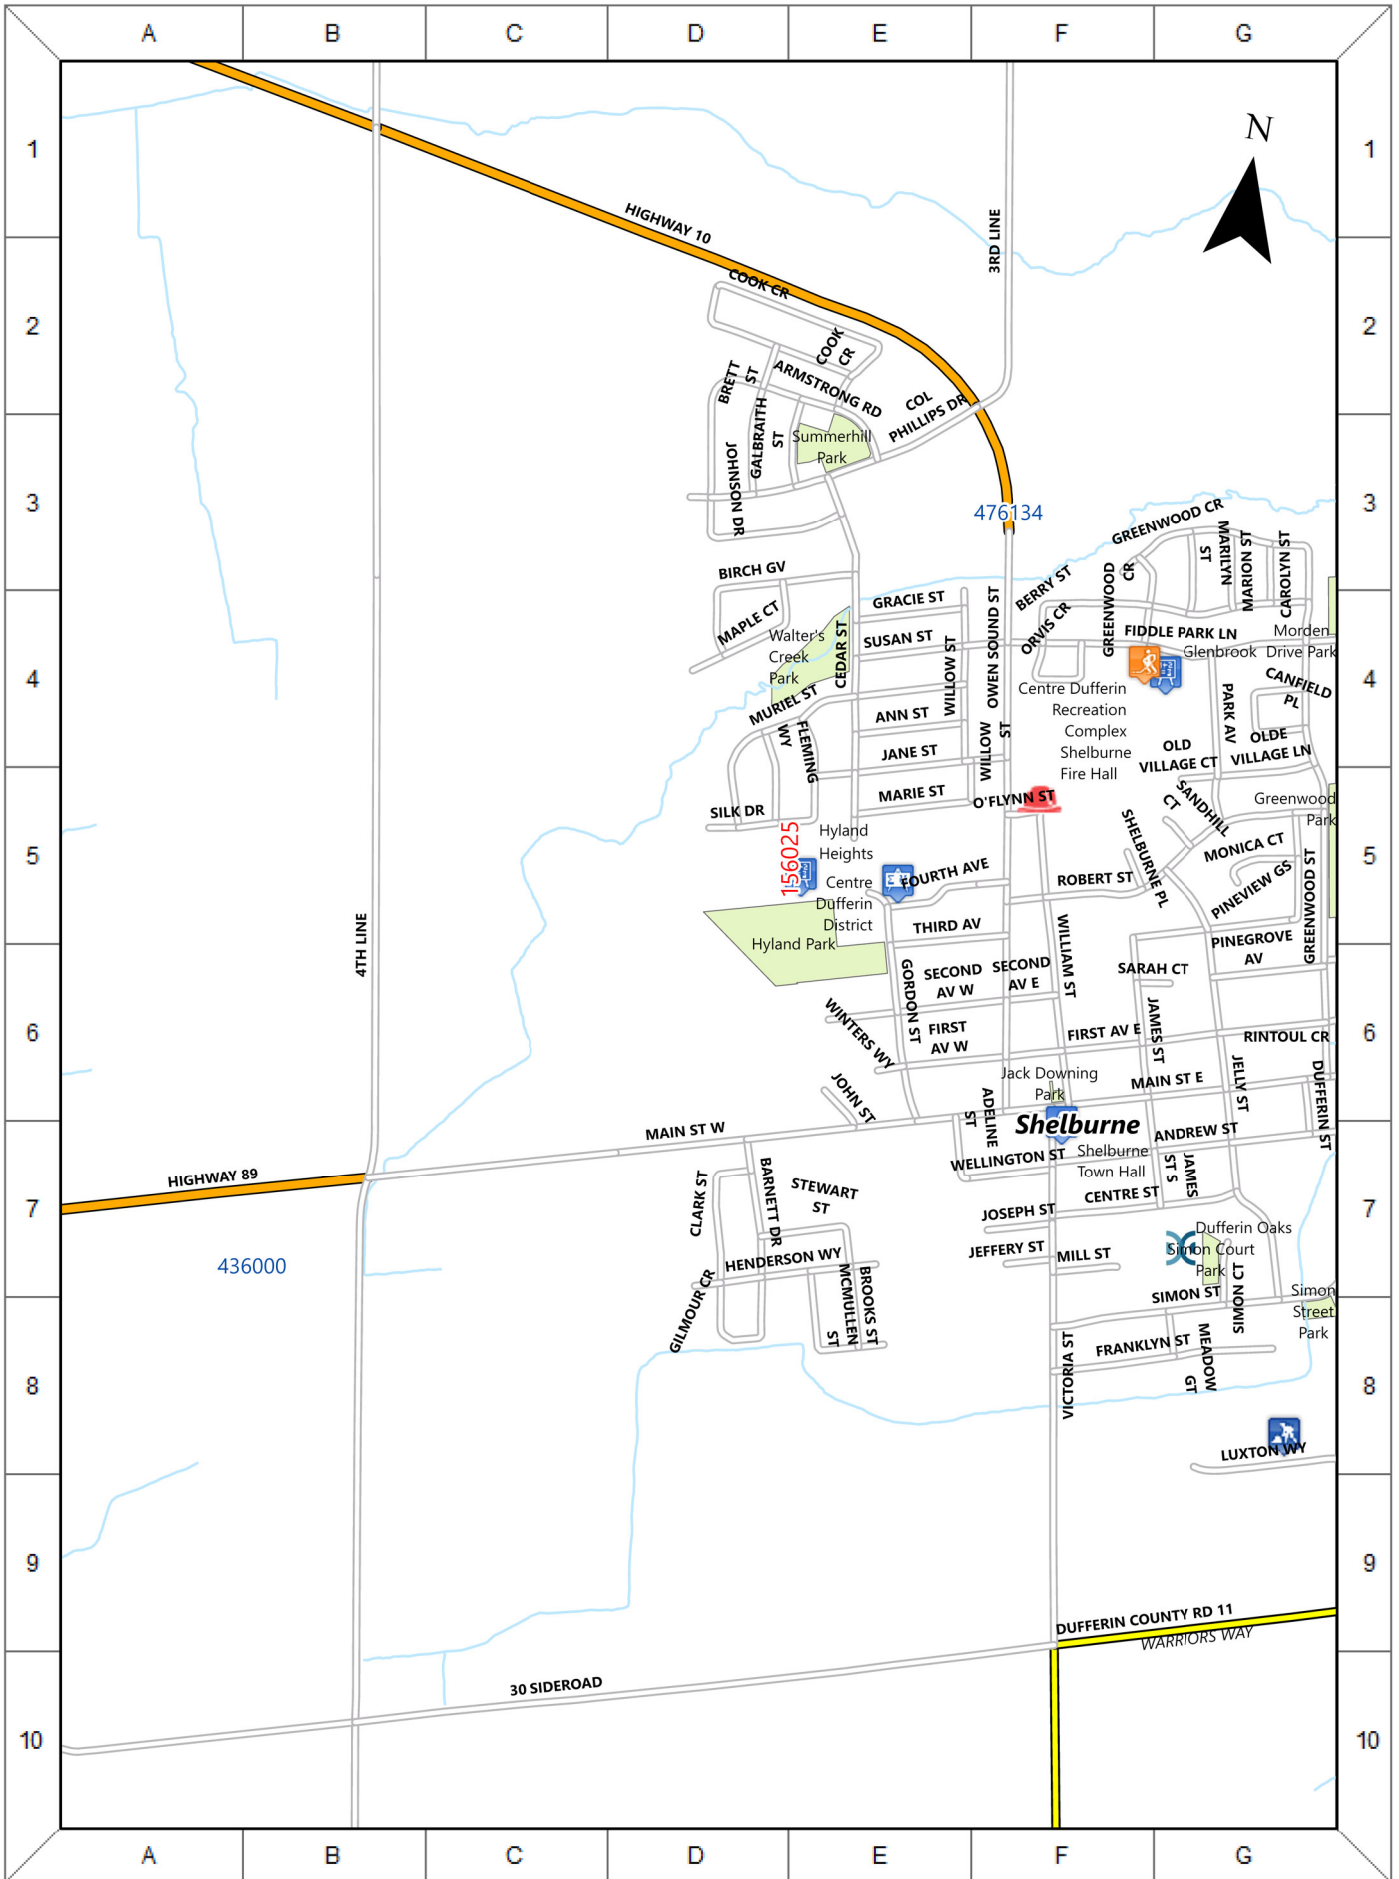 A B C D E F G
1 1
N
HIGHWAY 10
3RD LINE
COOK CR
2 2
COOK
CR
BRETT
ST
ARMSTRONG RD
COL
PHILLIPS DR
GALBRAITH
ST
Summerhill
Park
JOHNSON DR
3 3
476134
GREENWOOD CR
ST
MARILYN
MARION ST
CAROLYN ST
BIRCH GV
BERRY ST
GREENWOOD
CR
MAPLE CT
GRACIE ST
OWEN SOUND ST
ORVIS CR
FIDDLE PARK LN
Morden
Drive Park
Glenbrook
Walter's
Creek
Park
CEDAR ST
SUSAN ST
WILLOW ST
4 4
MURIEL ST
Centre Dufferin
Recreation
Complex
Shelburne
Fire Hall
CANFIELD
PL
PARK AV
ANN ST
FLEMING
WY
JANE ST
WILLOW
ST
OLD
VILLAGE CT
OLDE
VILLAGE LN
MARIE ST
O'FLYNN ST
SANDHILL
CT
Greenwood
Park
SILK DR
156025
Hyland
Heights
SHELBURNE PL
MONICA CT
5 5
Centre
Dufferin
District
FOURTH AVE
ROBERT ST
PINEVIEW GS
GREENWOOD ST
THIRD AV
WILLIAM ST
PINEGROVE
AV
Hyland Park
4TH LINE
GORDON ST
SECOND
AV W
SECOND
AV E
SARAH CT
WINTERS WY
FIRST
AV W
FIRST AV E
JAMES ST
RINTOUL CR
6 6
Jack Downing
Park
MAIN ST E
JELLY ST
DUFFERIN ST
JOHN ST
ADELINE
ST
Shelburne
MAIN ST W
ANDREW ST
WELLINGTON ST
Shelburne
Town Hall
JAMES
ST S
HIGHWAY 89
CLARK ST
BARNETT DR
STEWART
ST
CENTRE ST
JOSEPH ST
7 7
Dufferin Oaks
Simon Court
Park
JEFFERY ST
MILL ST
HENDERSON WY
436000
GILMOUR CR
MCMULLEN
ST
BROOKS ST
SIMON ST
SIMON CT
Simon
Street
Park
FRANKLYN ST
MEADOW
GT
VICTORIA ST
8 8
LUXTON WY
9 9
DUFFERIN COUNTY RD 11
WARRIORS WAY
30 SIDEROAD
10 10
A B C D E F G